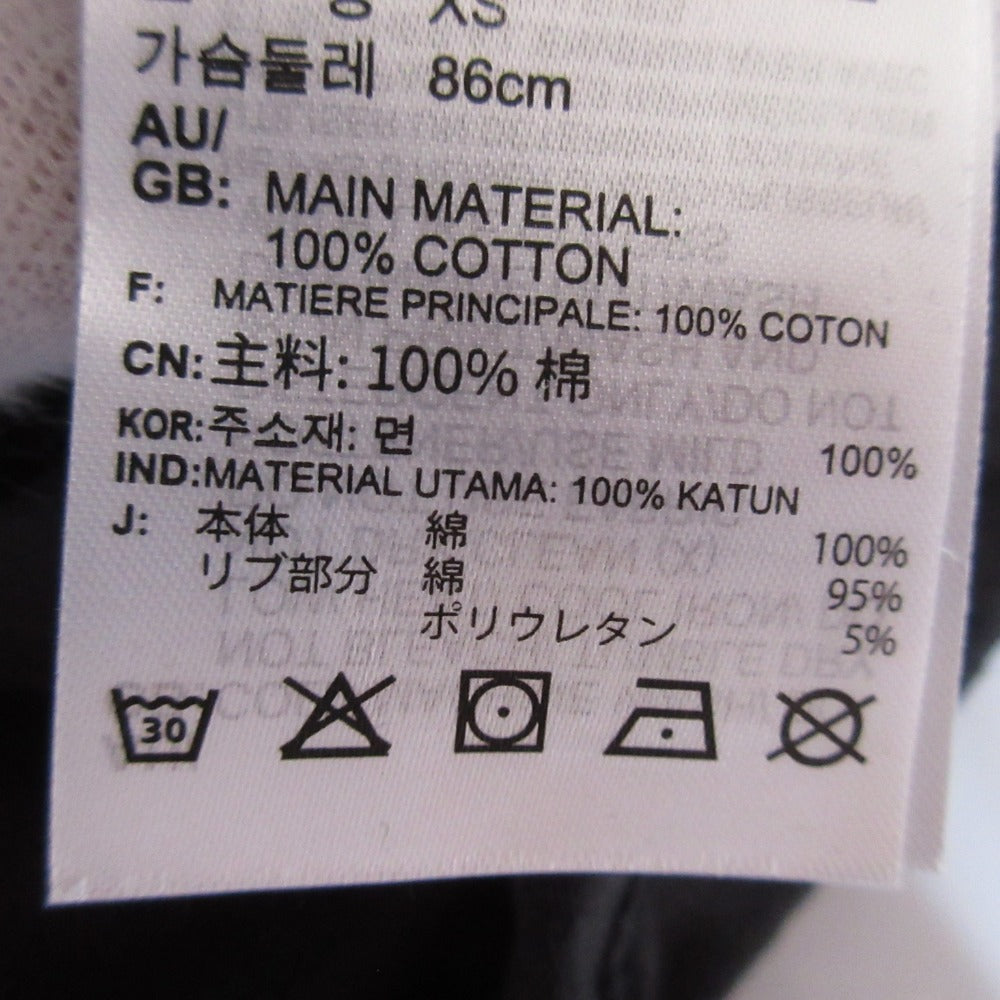 XS
가슴둘레 86cm
AU/
GB: MAIN MATERIAL:
100% COTTON
F: MATIERE PRINCIPALE: 100% COTON
CN: 主料: 100% 棉
KOR: 주소재: 면 100%
IND: MATERIAL UTAMA: 100% KATUN
J: 本体 綿 100%
リブ部分 綿 95%
ポリウレタン 5%
30